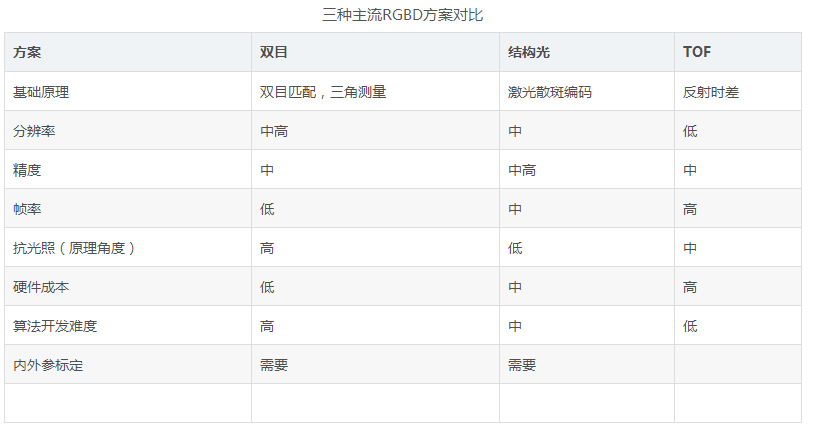 三种主流RGBD方案对比
方案 双目 结构光 TOF
基础原理 双目匹配，三角测量 激光散斑编码 反射时差
分辨率 中高 中 低
精度 中 中高 中
帧率 低 中 高
抗光照（原理角度） 高 低 中
硬件成本 低 中 高
算法开发难度 高 中 低
内外参标定 需要 需要